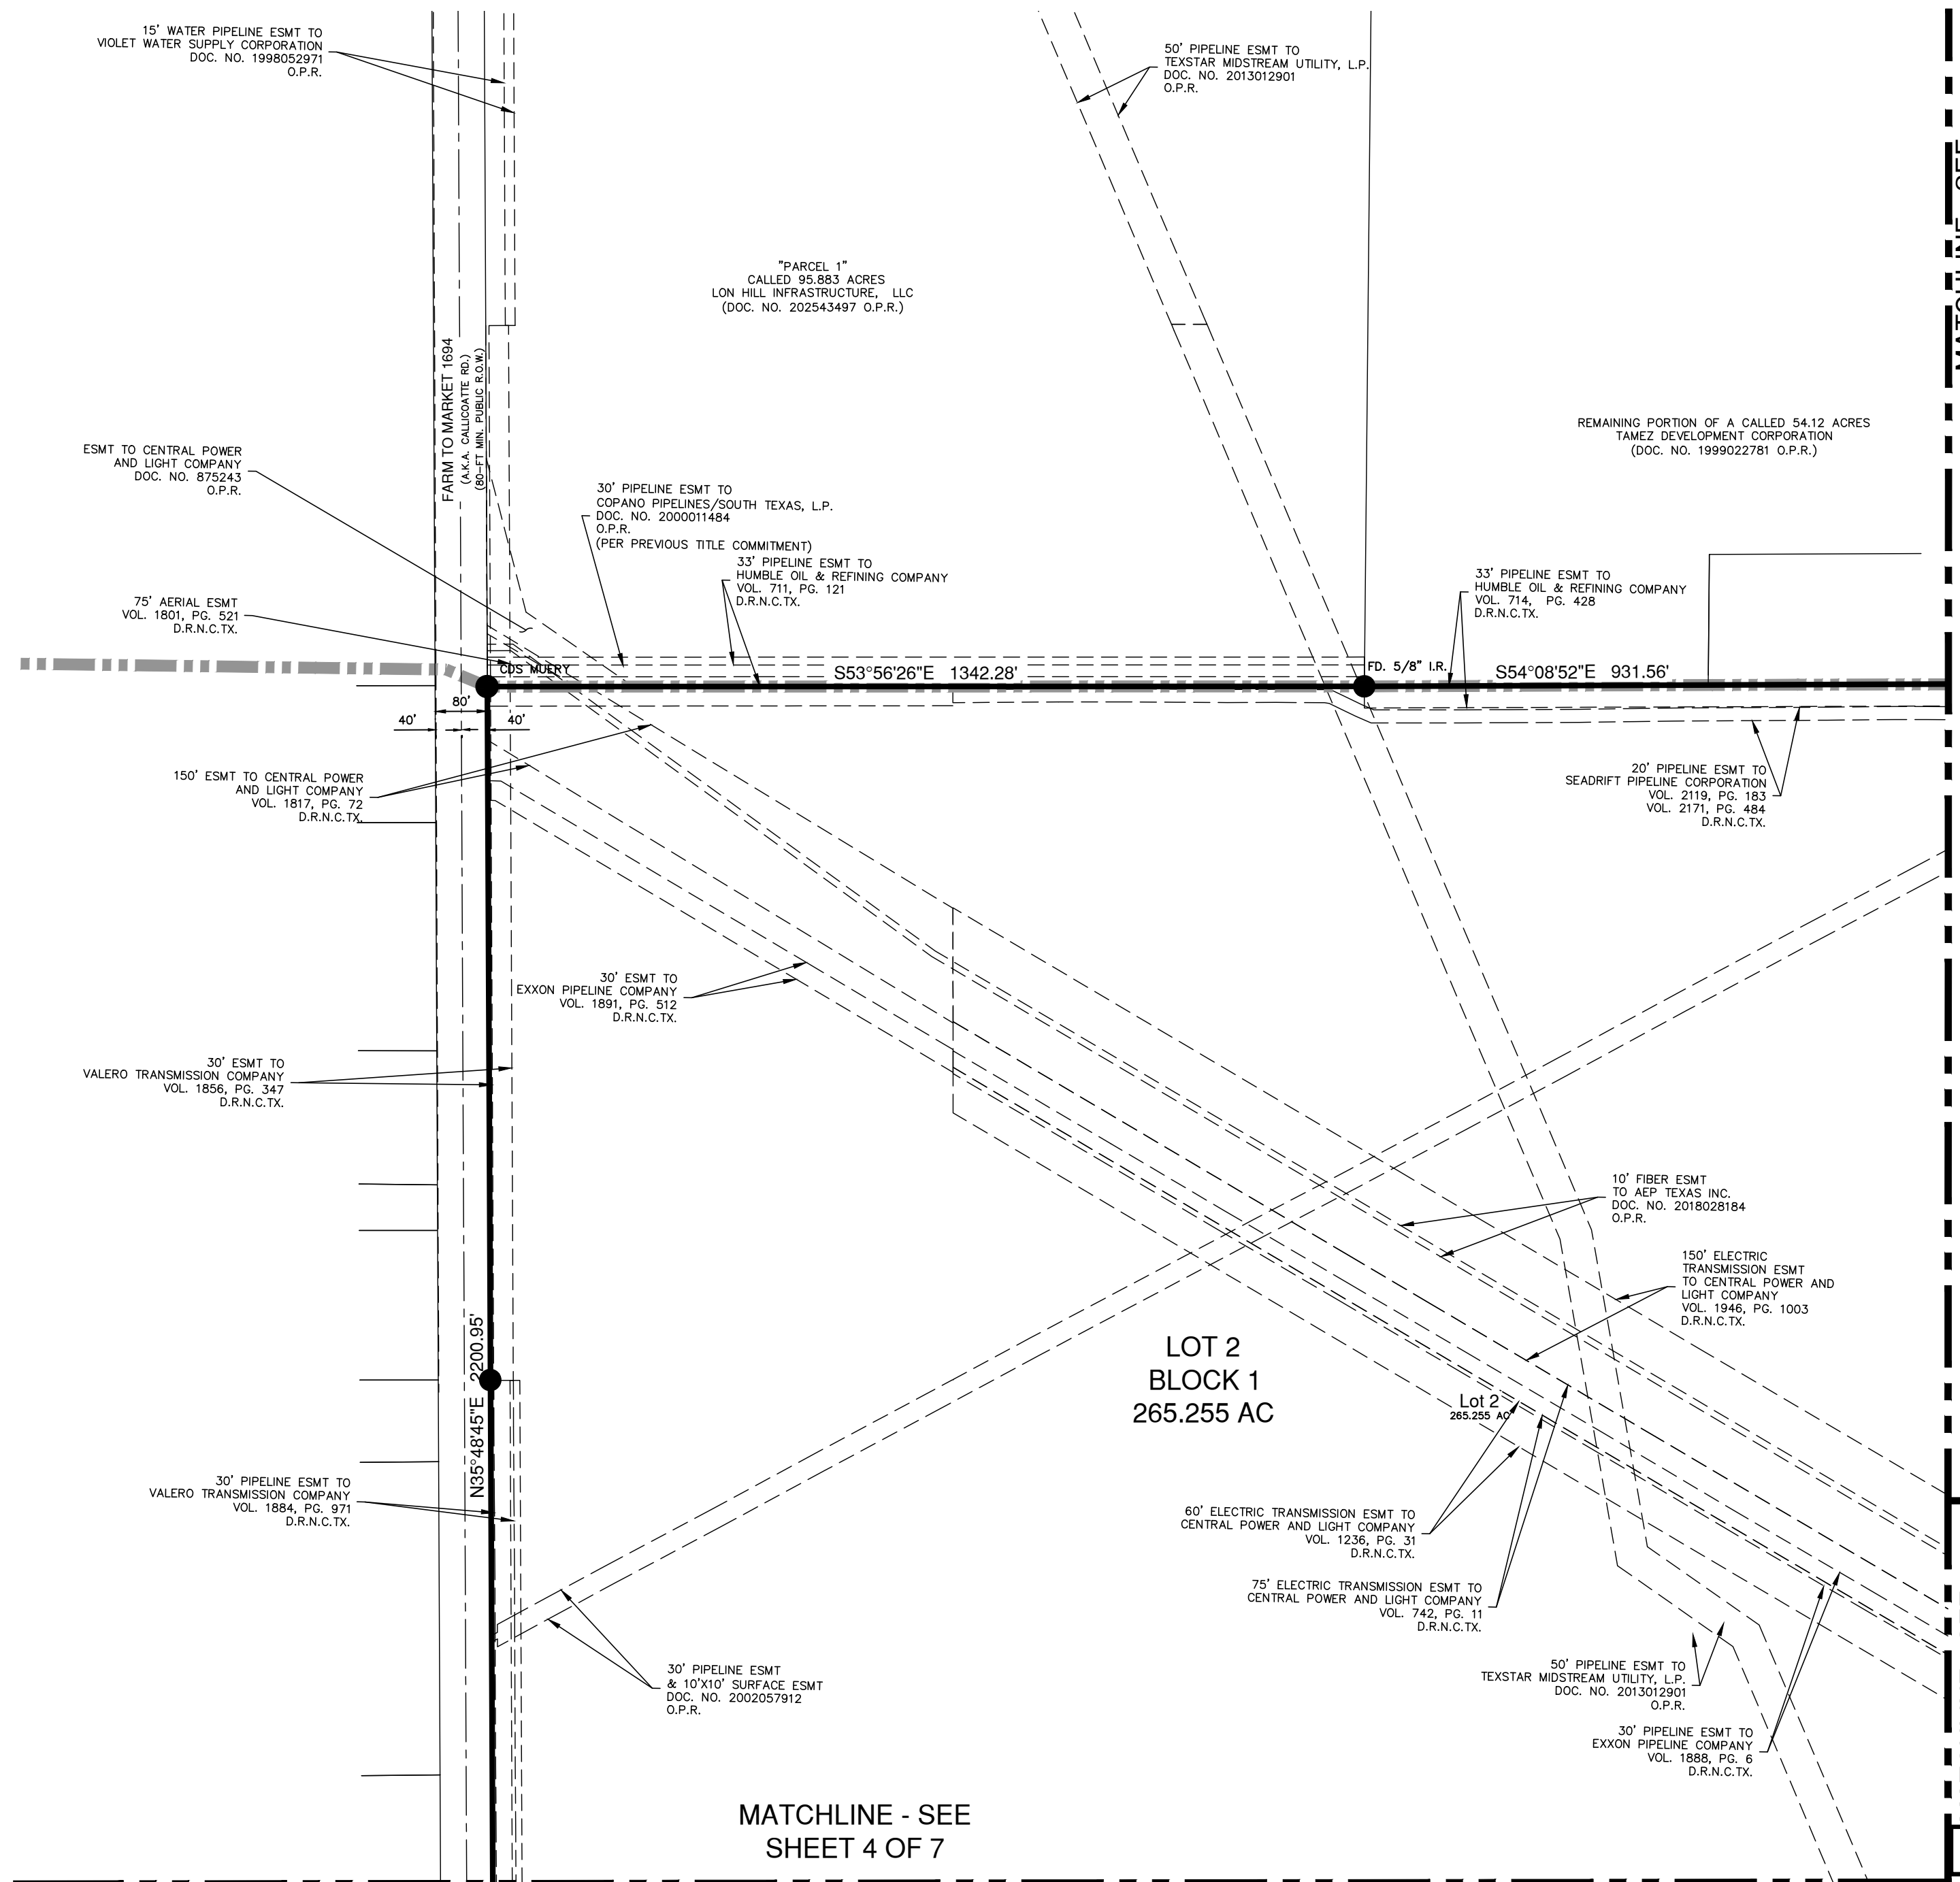 15' WATER PIPELINE ESMT TO
VIOLET WATER SUPPLY CORPORATION
DOC. NO. 1998052971
O.P.R.
50' PIPELINE ESMT TO
TEXSTAR MIDSTREAM UTILITY, L.P.
DOC. NO. 2013012901
O.P.R.
"PARCEL 1"
CALLED 95.883 ACRES
LON HILL INFRASTRUCTURE, LLC
(DOC. NO. 202543497 O.P.R.)
FARM TO MARKET 1694
(A.K.A. CALLICOATTE RD.)
(80-FT MIN. PUBLIC R.O.W.)
REMAINING PORTION OF A CALLED 54.12 ACRES
TAMEZ DEVELOPMENT CORPORATION
(DOC. NO. 1999022781 O.P.R.)
ESMT TO CENTRAL POWER
AND LIGHT COMPANY
DOC. NO. 875243
O.P.R.
30' PIPELINE ESMT TO
COPANO PIPELINES/SOUTH TEXAS, L.P.
DOC. NO. 2000011484
O.P.R.
(PER PREVIOUS TITLE COMMITMENT)
33' PIPELINE ESMT TO
HUMBLE OIL & REFINING COMPANY
VOL. 711, PG. 121
D.R.N.C.TX.
33' PIPELINE ESMT TO
HUMBLE OIL & REFINING COMPANY
VOL. 714, PG. 428
D.R.N.C.TX.
75' AERIAL ESMT
VOL. 1801, PG. 521
D.R.N.C.TX.
CDS MUERY
S53°56'26"E 1342.28'
FD. 5/8" I.R.
S54°08'52"E 931.56'
80'
40'
40'
150' ESMT TO CENTRAL POWER
AND LIGHT COMPANY
VOL. 1817, PG. 72
D.R.N.C.TX.
20' PIPELINE ESMT TO
SEADRIFT PIPELINE CORPORATION
VOL. 2119, PG. 183
VOL. 2171, PG. 484
D.R.N.C.TX.
30' ESMT TO
EXXON PIPELINE COMPANY
VOL. 1891, PG. 512
D.R.N.C.TX.
30' ESMT TO
VALERO TRANSMISSION COMPANY
VOL. 1856, PG. 347
D.R.N.C.TX.
10' FIBER ESMT
TO AEP TEXAS INC.
DOC. NO. 2018028184
O.P.R.
150' ELECTRIC
TRANSMISSION ESMT
TO CENTRAL POWER AND
LIGHT COMPANY
VOL. 1946, PG. 1003
D.R.N.C.TX.
N35°48'45"E 2200.95'
LOT 2
BLOCK 1
265.255 AC
Lot 2
265.255 AC
30' PIPELINE ESMT TO
VALERO TRANSMISSION COMPANY
VOL. 1884, PG. 971
D.R.N.C.TX.
60' ELECTRIC TRANSMISSION ESMT TO
CENTRAL POWER AND LIGHT COMPANY
VOL. 1236, PG. 31
D.R.N.C.TX.
75' ELECTRIC TRANSMISSION ESMT TO
CENTRAL POWER AND LIGHT COMPANY
VOL. 742, PG. 11
D.R.N.C.TX.
30' PIPELINE ESMT
& 10'X10' SURFACE ESMT
DOC. NO. 2002057912
O.P.R.
50' PIPELINE ESMT TO
TEXSTAR MIDSTREAM UTILITY, L.P.
DOC. NO. 2013012901
O.P.R.
30' PIPELINE ESMT TO
EXXON PIPELINE COMPANY
VOL. 1888, PG. 6
D.R.N.C.TX.
MATCHLINE - SEE
SHEET 4 OF 7